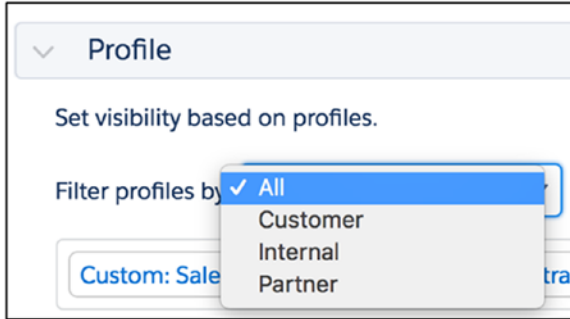 Profile
Set visibility based on profiles.
Filter profiles by
✓ All
Customer
Internal
Partner
Custom: Sale